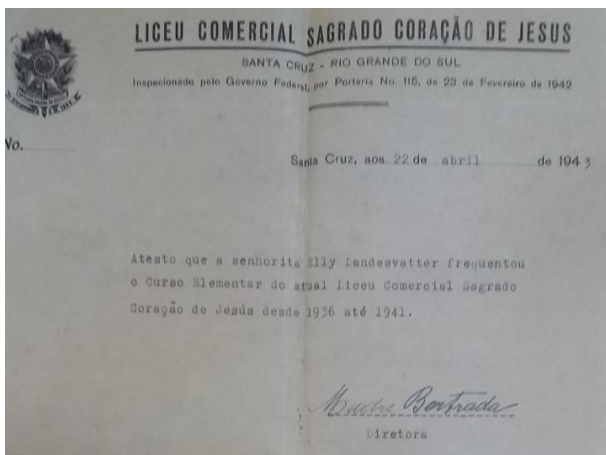 LICEU COMERCIAL SAGRADO CORAÇÃO DE JESUS
SANTA CRUZ - RIO GRANDE DO SUL
Inspecionado pelo Governo Federal, por Portaria No. 115, de 23 de Fevereiro de 1942
No.
Santa Cruz, aos 22 de abril de 1943
Atesto que a senhorita Elly Landesvatter frequentou
o Curso Elementar do atual Liceu Comercial Sagrado
Coração de Jesús desde 1936 até 1941.
Madre Bertrada
Diretora